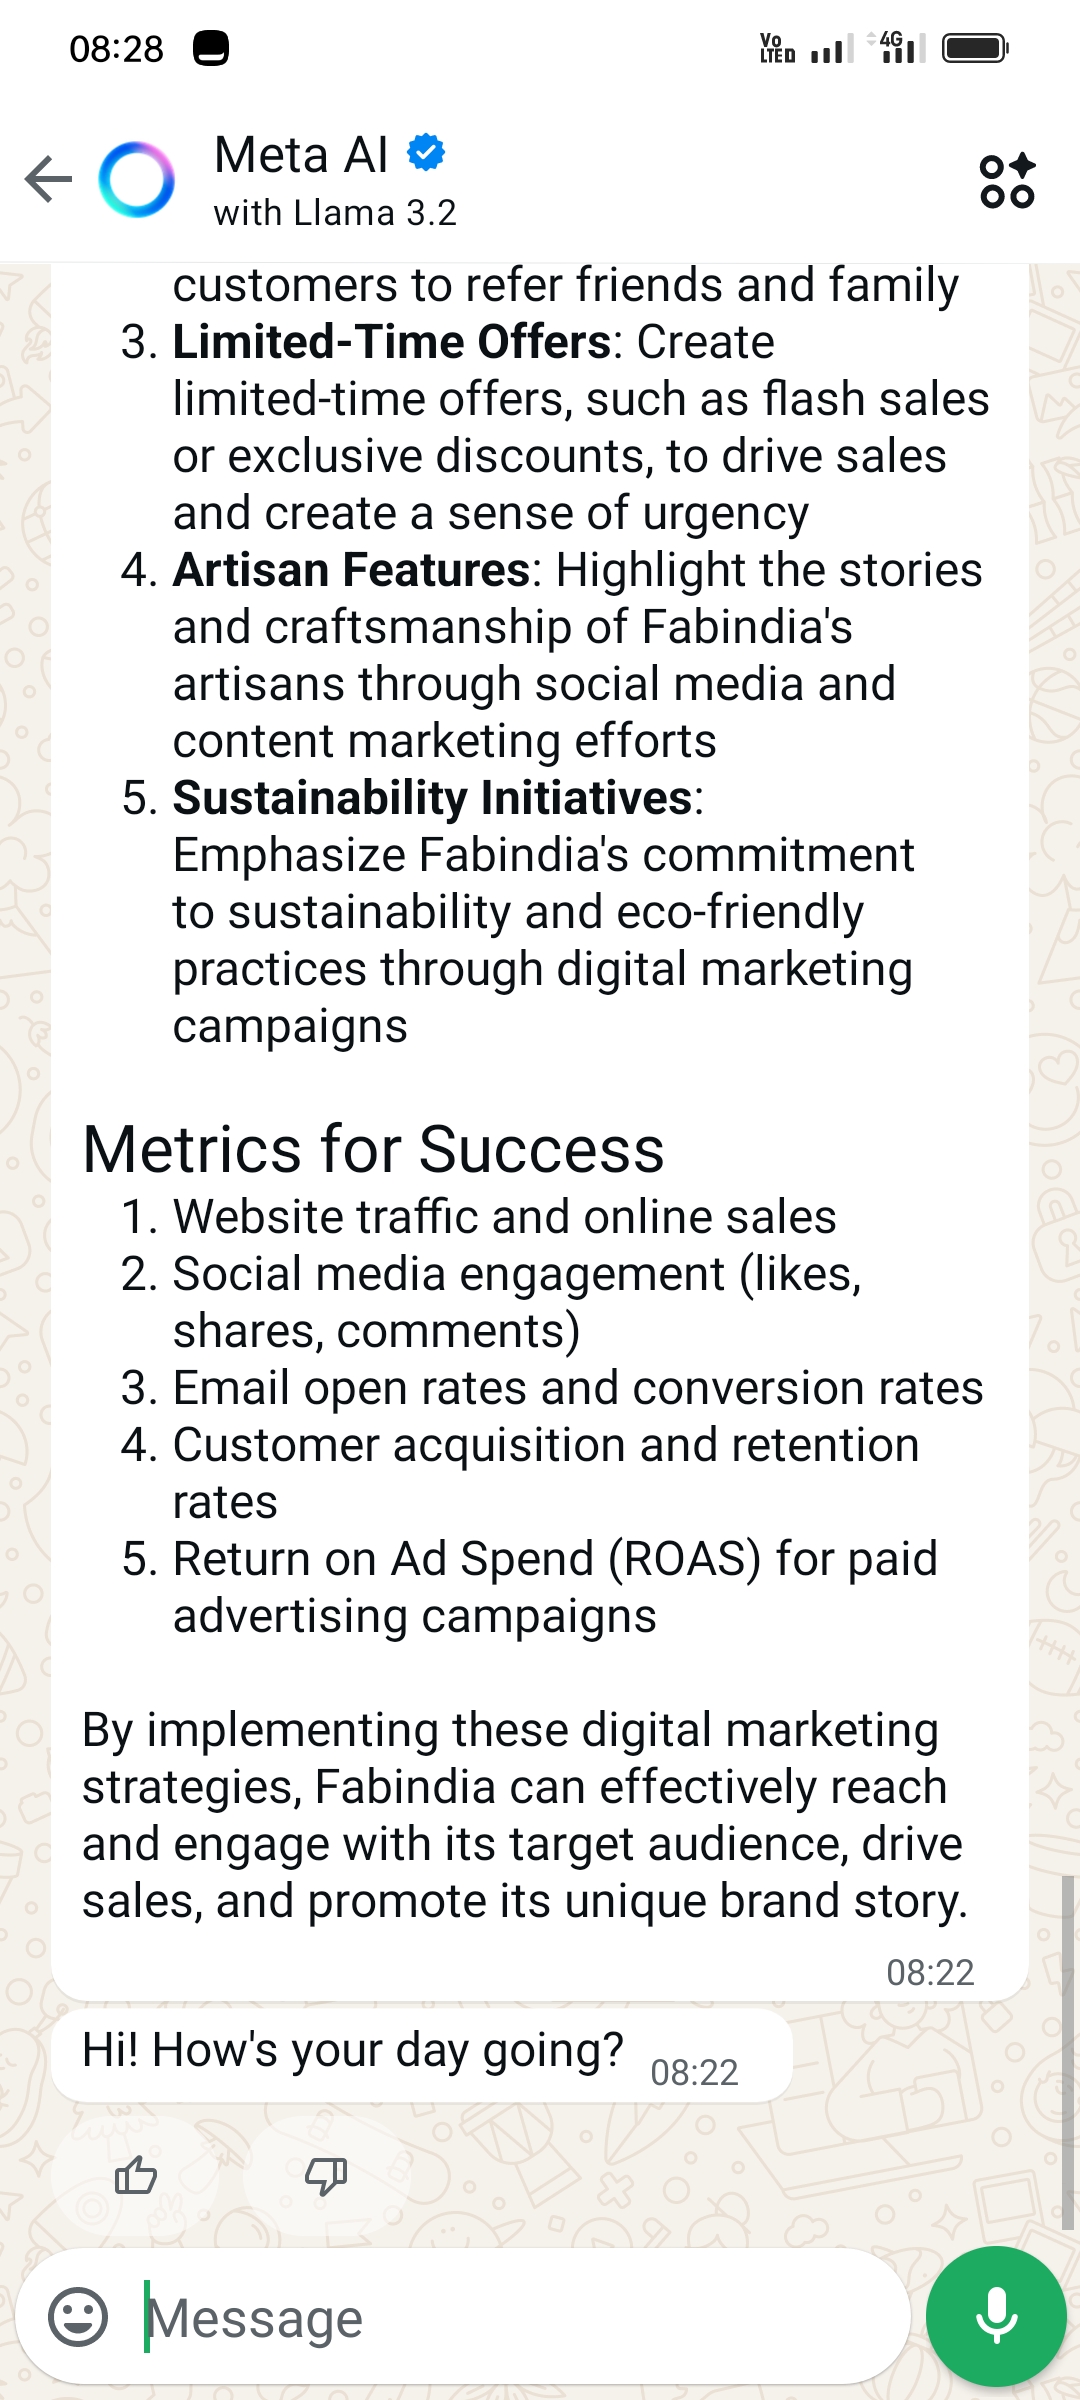 08:28
Vo
LTED
4G
Meta AI
with Llama 3.2
customers to refer friends and family
3. Limited-Time Offers: Create
limited-time offers, such as flash sales
or exclusive discounts, to drive sales
and create a sense of urgency
4. Artisan Features: Highlight the stories
and craftsmanship of Fabindia's
artisans through social media and
content marketing efforts
5. Sustainability Initiatives:
Emphasize Fabindia's commitment
to sustainability and eco-friendly
practices through digital marketing
campaigns
Metrics for Success
1. Website traffic and online sales
2. Social media engagement (likes,
shares, comments)
3. Email open rates and conversion rates
4. Customer acquisition and retention
rates
5. Return on Ad Spend (ROAS) for paid
advertising campaigns
By implementing these digital marketing
strategies, Fabindia can effectively reach
and engage with its target audience, drive
sales, and promote its unique brand story.
08:22
Hi! How's your day going? 08:22
Message